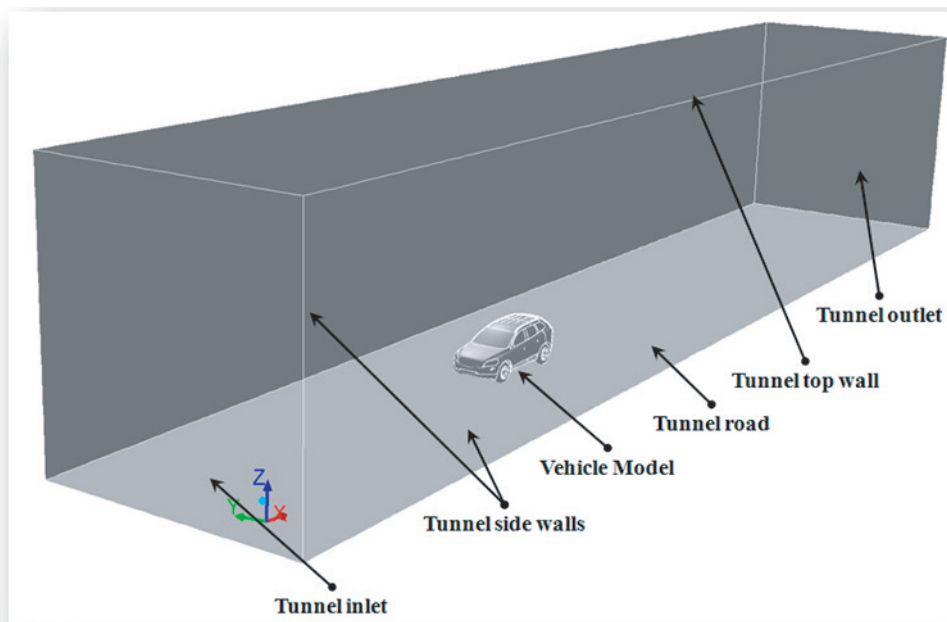 Tunnel outlet
Tunnel top wall
Tunnel road
Vehicle Model
Tunnel side walls
Tunnel inlet
Z
Y
X